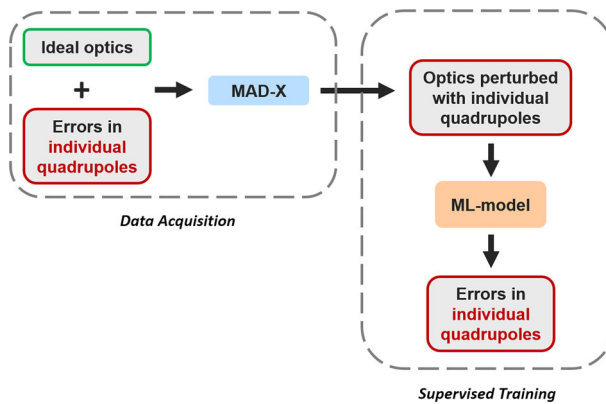 Ideal optics
+
Errors in
individual
quadrupoles
MAD-X
Data Acquisition
Optics perturbed
with individual
quadrupoles
ML-model
Errors in
individual
quadrupoles
Supervised Training